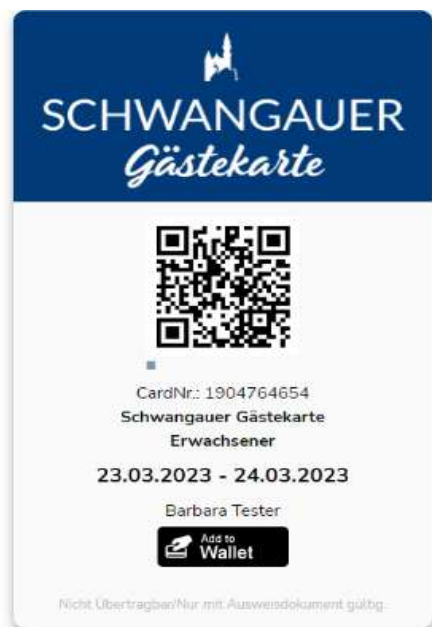 SCHWANGAUER
Gästekarte
CardNr.: 1904764654
Schwangauer Gästekarte
Erwachsener
23.03.2023 - 24.03.2023
Barbara Tester
Add to
Wallet
Nicht Übertragbar/Nur mit Ausweisdokument gültig.